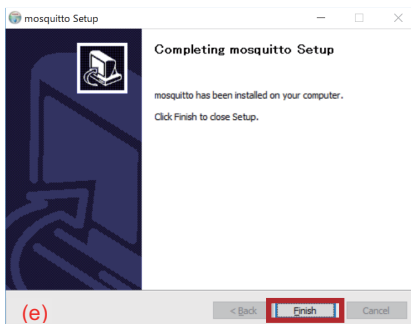 mosquitto Setup
Completing mosquitto Setup
mosquitto has been installed on your computer.
Click Finish to close Setup.
(e)
< Back
Finish
Cancel